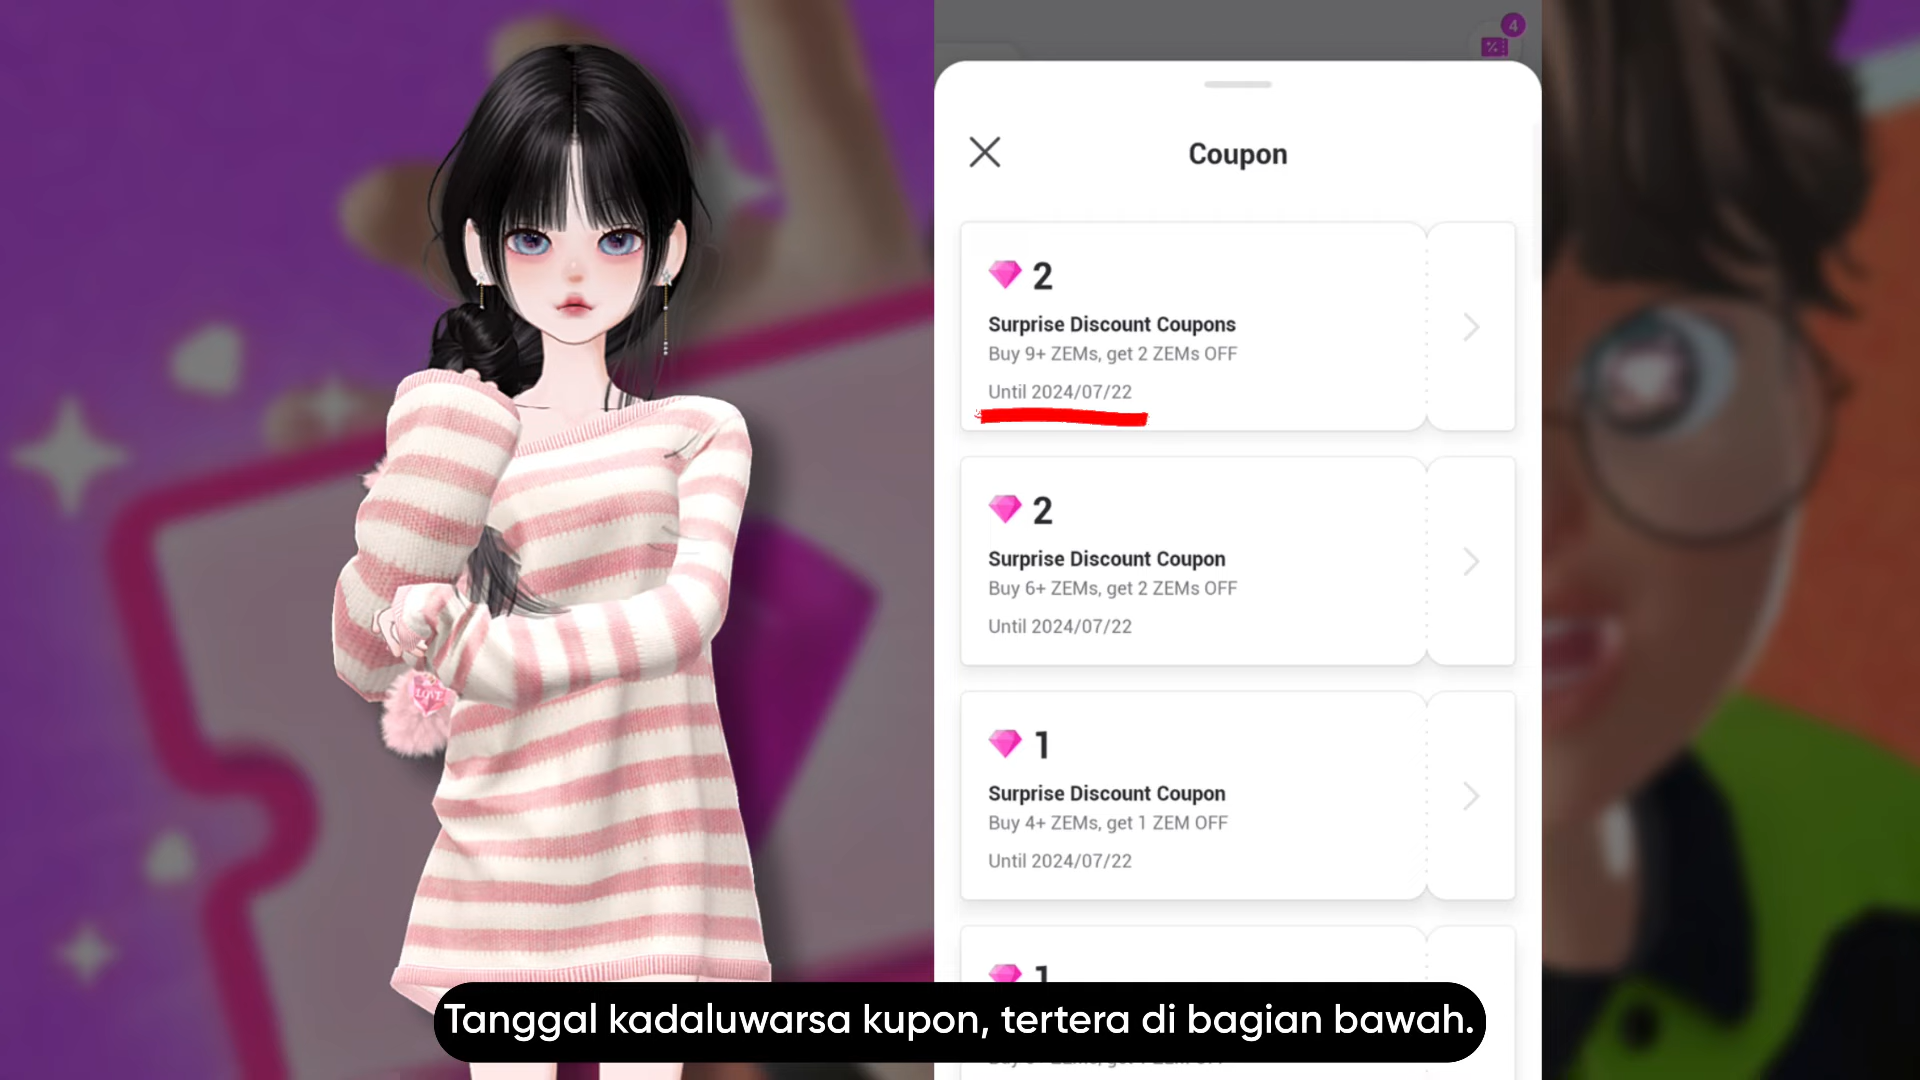 4
Coupon
2
Surprise Discount Coupons
Buy 9+ ZEMs, get 2 ZEMs OFF
Until 2024/07/22
2
Surprise Discount Coupon
Buy 6+ ZEMs, get 2 ZEMs OFF
Until 2024/07/22
1
Surprise Discount Coupon
Buy 4+ ZEMs, get 1 ZEM OFF
Until 2024/07/22
1
LOVE
Tanggal kadaluwarsa kupon, tertera di bagian bawah.